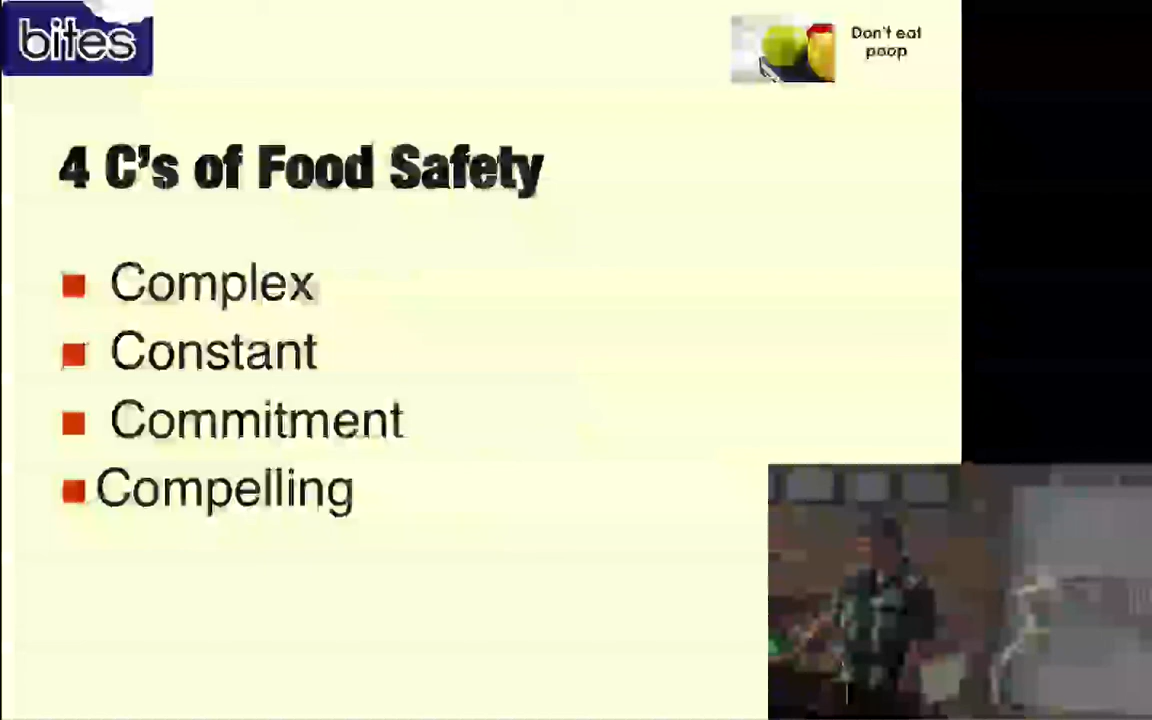 bites
Don't eat
poop
4 C's of Food Safety
Complex
Constant
Commitment
Compelling